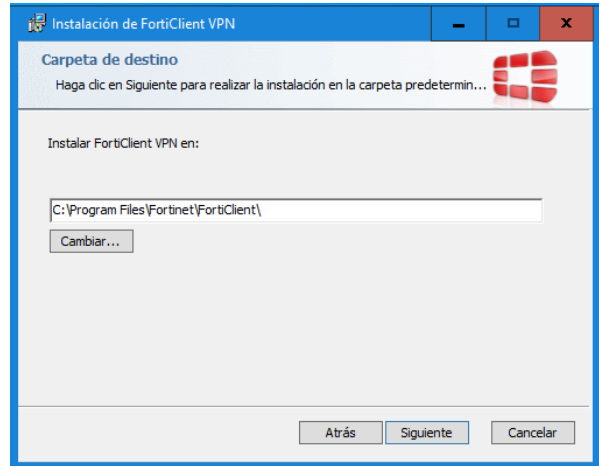 Instalación de FortiClient VPN
Carpeta de destino
Haga clic en Siguiente para realizar la instalación en la carpeta predetermin...
Instalar FortiClient VPN en:
C:\Program Files\Fortinet\FortiClient\
Cambiar...
Atrás Siguiente Cancelar